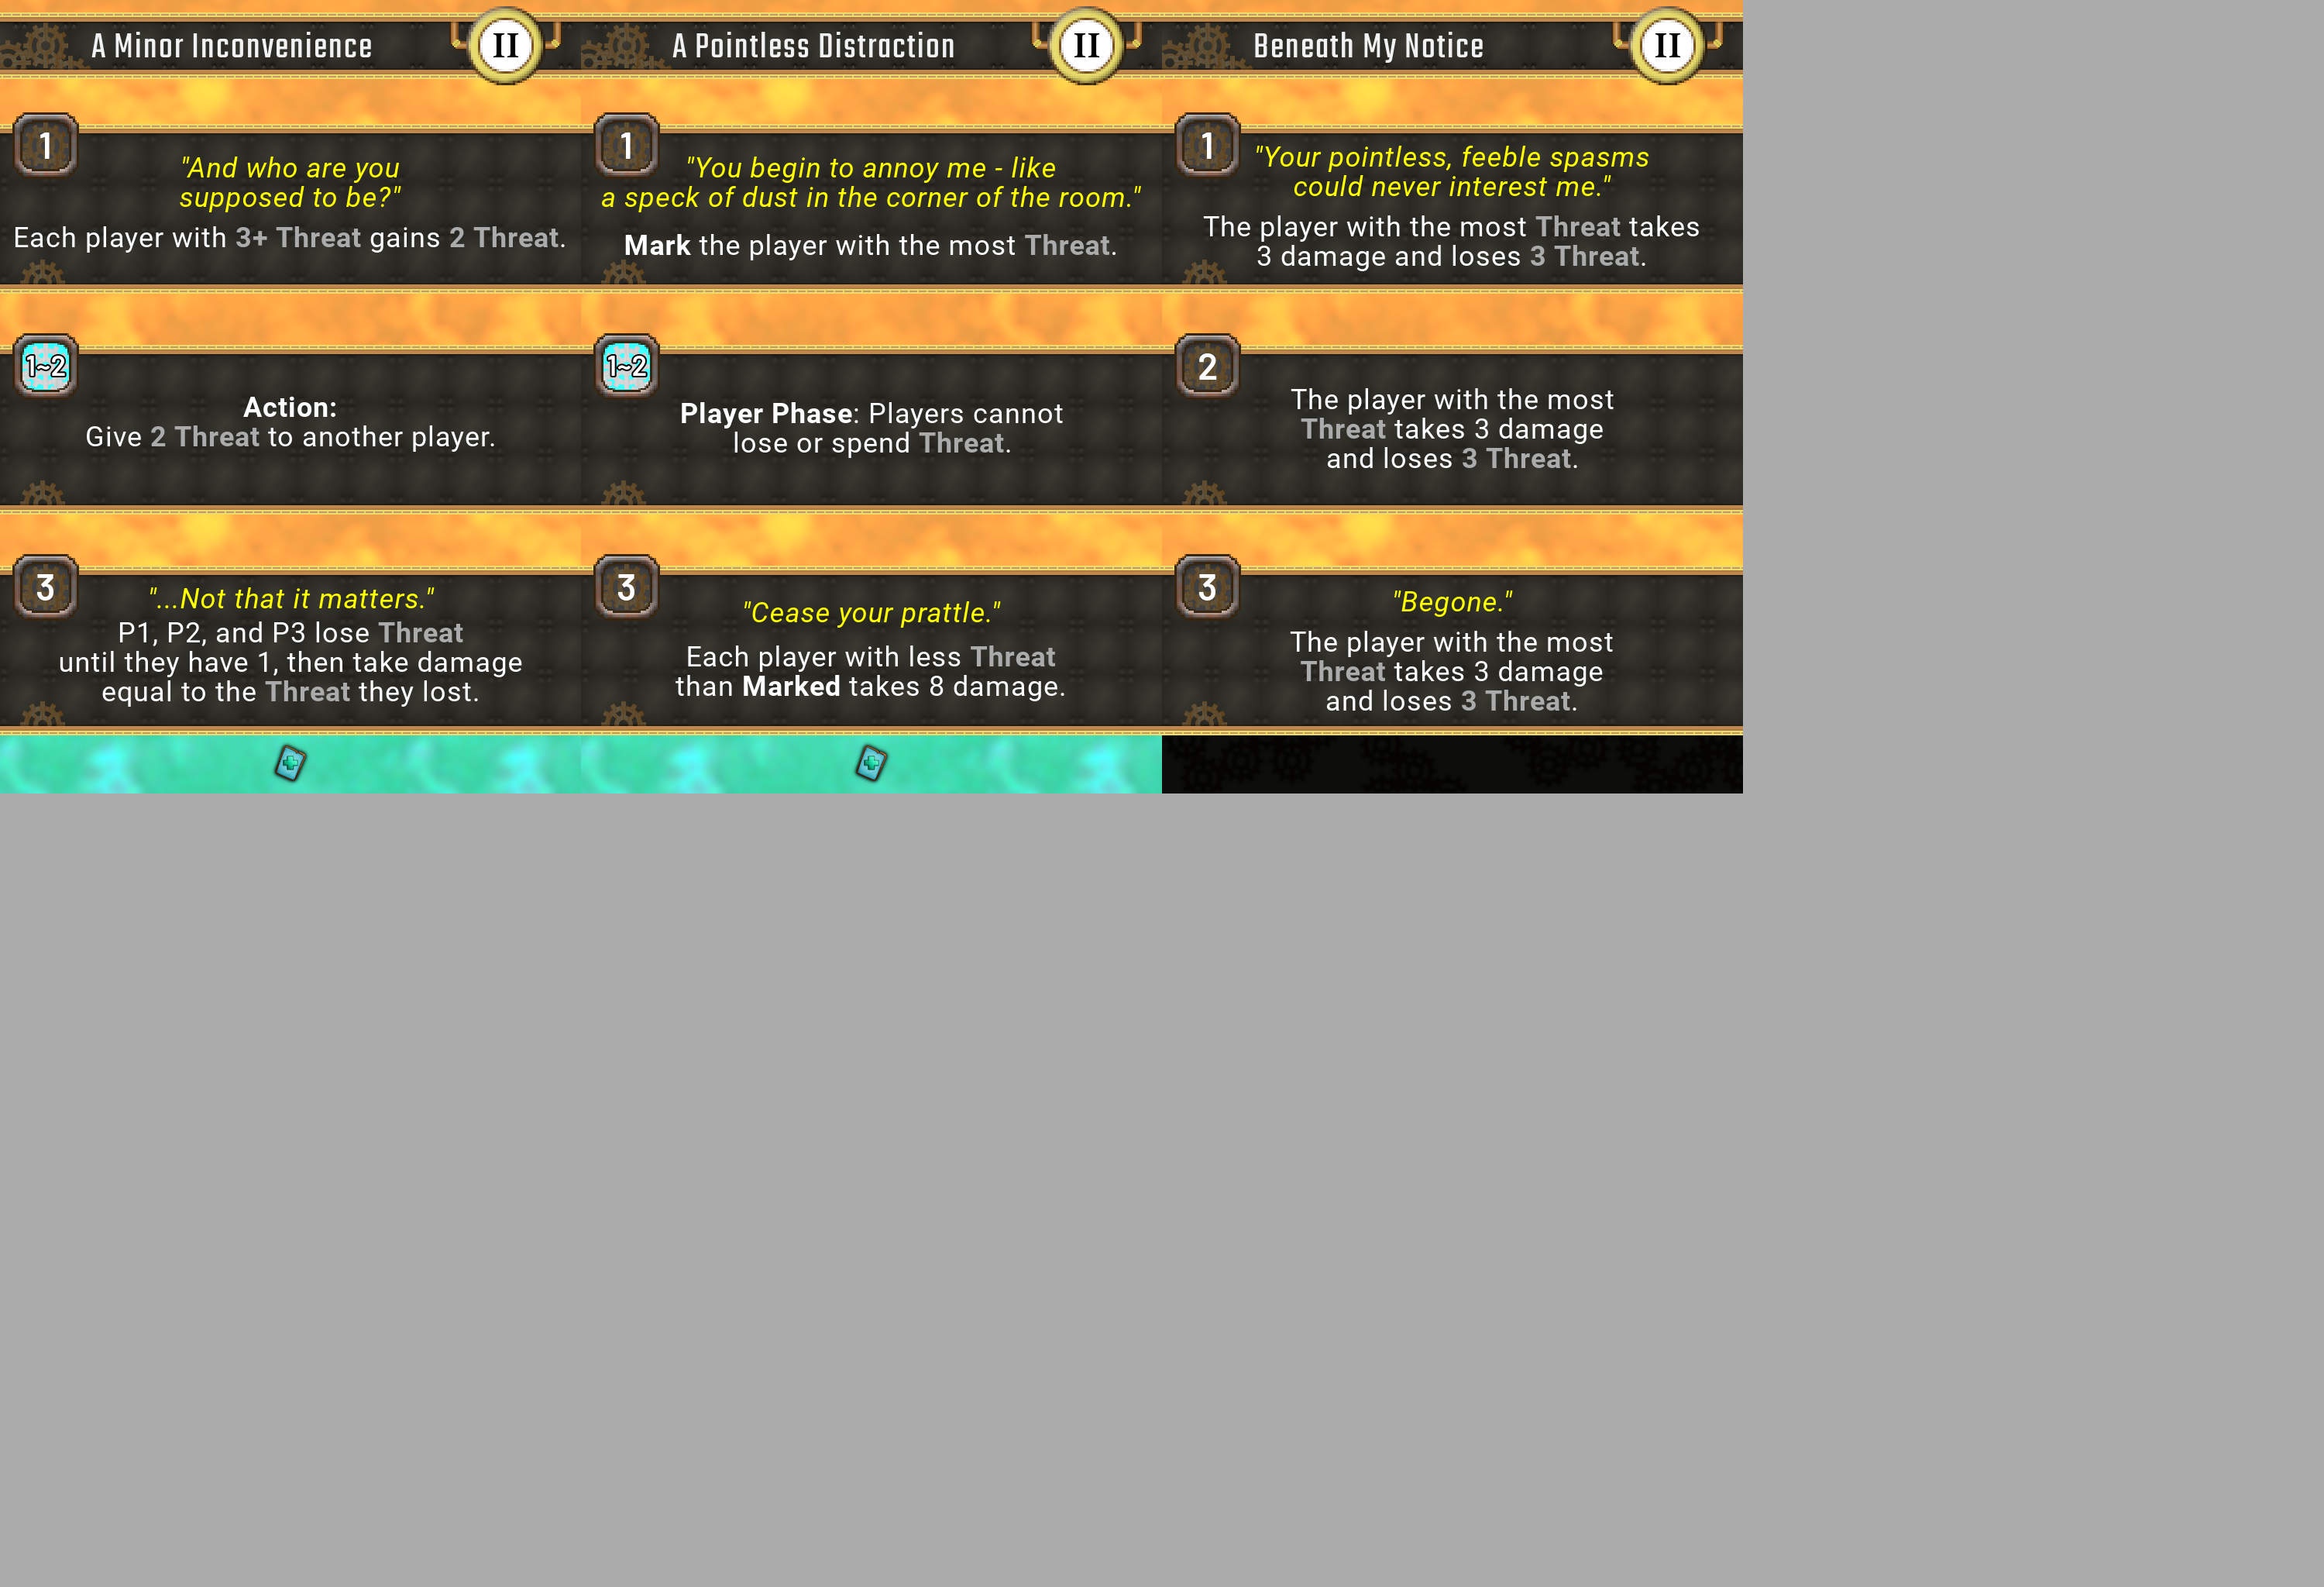 A Minor Inconvenience
II
1
"And who are you
supposed to be?"
Each player with 3+ Threat gains 2 Threat.
1~2
Action:
Give 2 Threat to another player.
3
"...Not that it matters."
P1, P2, and P3 lose Threat
until they have 1, then take damage
equal to the Threat they lost.
A Pointless Distraction
II
1
"You begin to annoy me - like
a speck of dust in the corner of the room."
Mark the player with the most Threat.
1~2
Player Phase: Players cannot
lose or spend Threat.
3
"Cease your prattle."
Each player with less Threat
than Marked takes 8 damage.
Beneath My Notice
II
1
"Your pointless, feeble spasms
could never interest me."
The player with the most Threat takes
3 damage and loses 3 Threat.
2
The player with the most
Threat takes 3 damage
and loses 3 Threat.
3
"Begone."
The player with the most
Threat takes 3 damage
and loses 3 Threat.